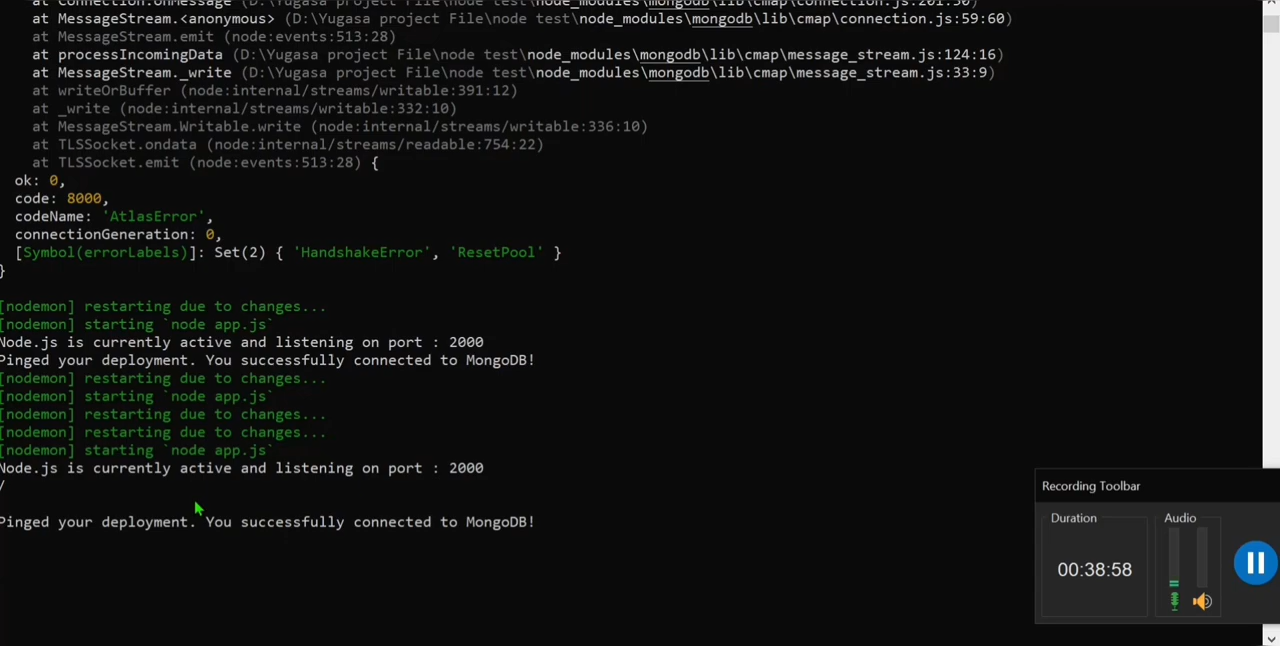 at Connection.onMessage (D:\Yugasa project File\node test\node_modules\mongodb\lib\cmap\connection.js:201:30)
at MessageStream.<anonymous> (D:\Yugasa project File\node test\node_modules\mongodb\lib\cmap\connection.js:59:60)
at MessageStream.emit (node:events:513:28)
at processIncomingData (D:\Yugasa project File\node test\node_modules\mongodb\lib\cmap\message_stream.js:124:16)
at MessageStream._write (D:\Yugasa project File\node test\node_modules\mongodb\lib\cmap\message_stream.js:33:9)
at writeOrBuffer (node:internal/streams/writable:391:12)
at _write (node:internal/streams/writable:332:10)
at MessageStream.Writable.write (node:internal/streams/writable:336:10)
at TLSSocket.ondata (node:internal/streams/readable:754:22)
at TLSSocket.emit (node:events:513:28) {
ok: 0,
code: 8000,
codeName: 'AtlasError',
connectionGeneration: 0,
[Symbol(errorLabels)]: Set(2) { 'HandshakeError', 'ResetPool' }
}
[nodemon] restarting due to changes...
[nodemon] starting `node app.js`
Node.js is currently active and listening on port : 2000
Pinged your deployment. You successfully connected to MongoDB!
[nodemon] restarting due to changes...
[nodemon] starting `node app.js`
[nodemon] restarting due to changes...
[nodemon] restarting due to changes...
[nodemon] starting `node app.js`
Node.js is currently active and listening on port : 2000
/
Pinged your deployment. You successfully connected to MongoDB!
Recording Toolbar
Duration
Audio
00:38:58